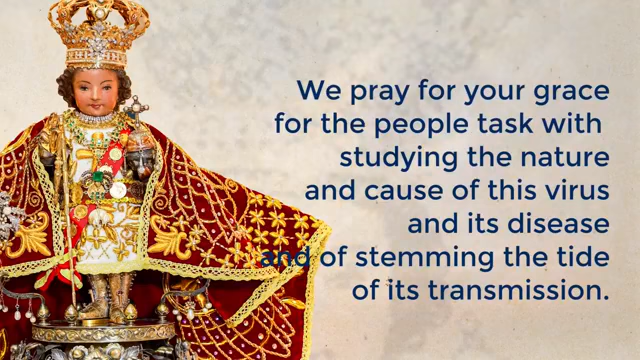 We pray for your grace
for the people task with
studying the nature
and cause of this virus
and its disease
and of stemming the tide
of its transmission.